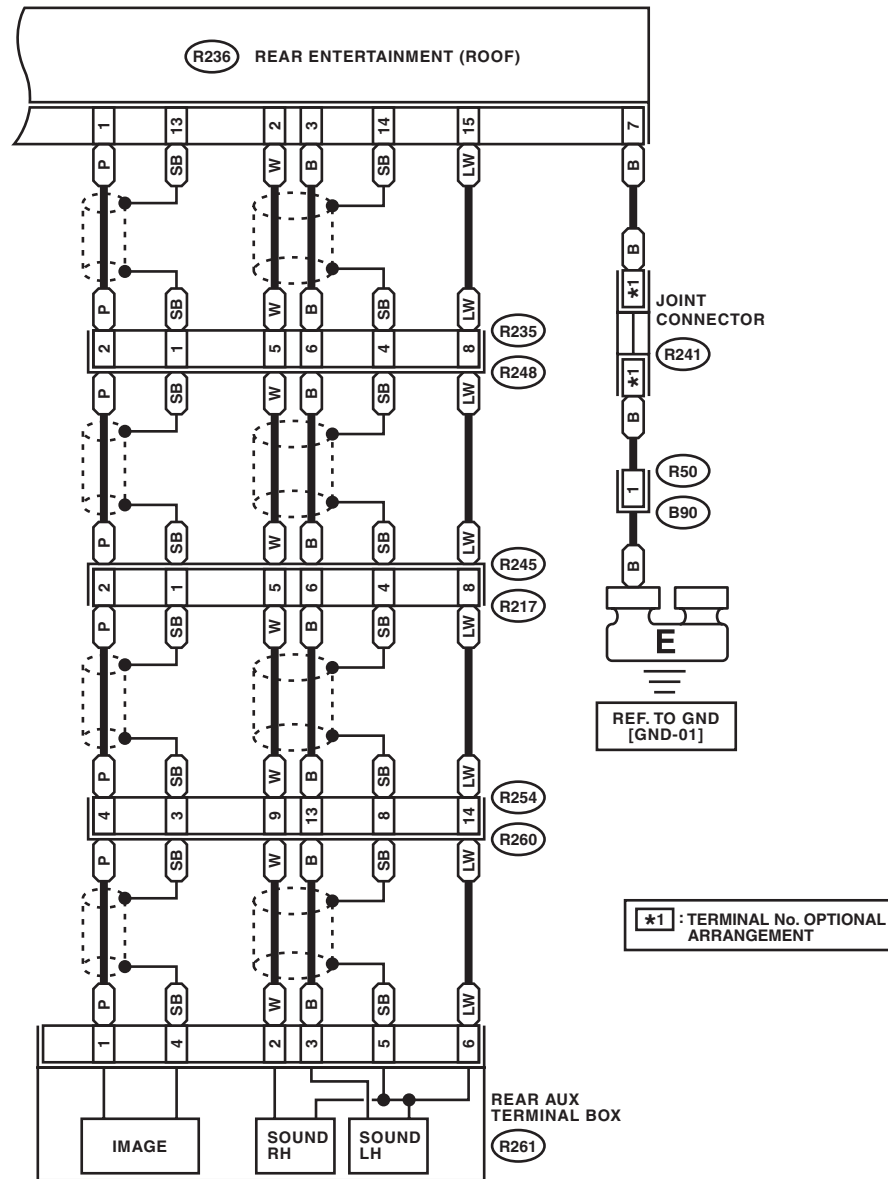 R236 REAR ENTERTAINMENT (ROOF)
1 13 2 3 14 15 7
P SB W B SB LW B
B
*1
JOINT
CONNECTOR
R241
*1
B
P SB W B SB LW
2 1 5 6 4 8
R235
R248
P SB W B SB LW
1
R50
B90
B
P SB W B SB LW
2 1 5 6 4 8
R245
R217
P SB W B SB LW
E
REF. TO GND
[GND-01]
P SB W B SB LW
4 3 9 13 8 14
R254
R260
P SB W B SB LW
*1 : TERMINAL No. OPTIONAL
ARRANGEMENT
P SB W B SB LW
1 4 2 3 5 6
REAR AUX
TERMINAL BOX
R261
IMAGE
SOUND
RH
SOUND
LH